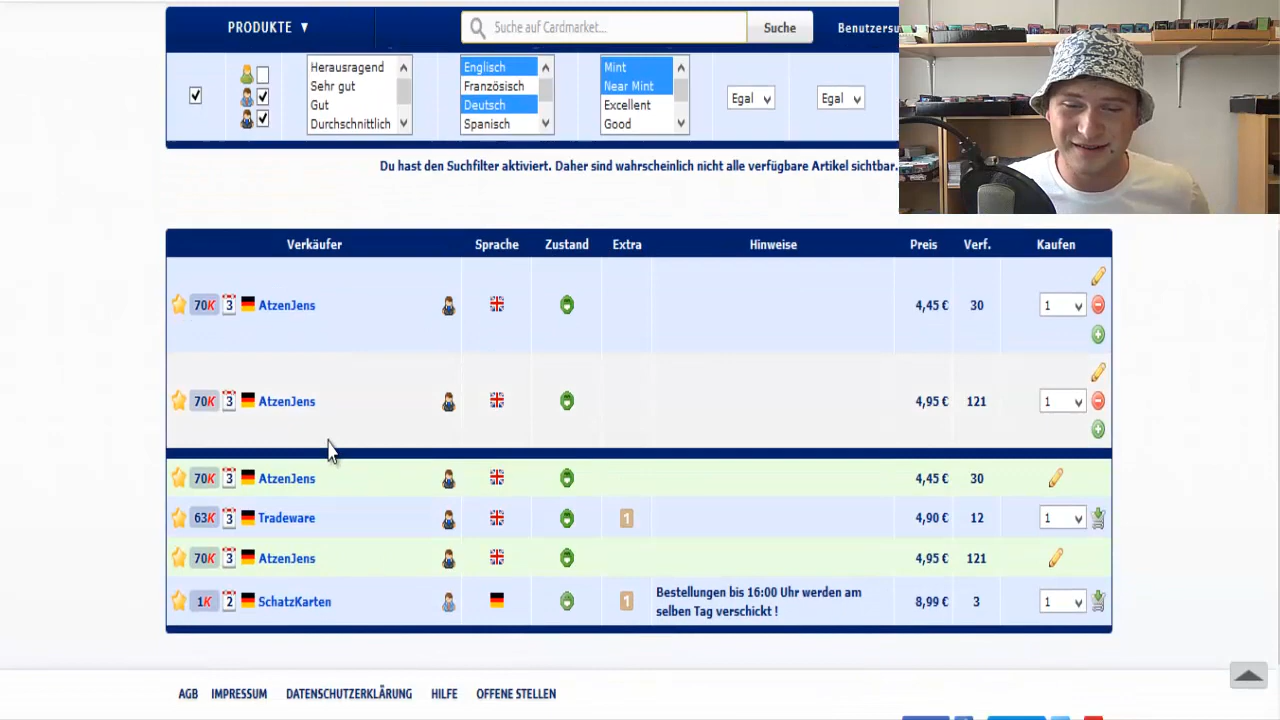 PRODUKTE ▼
Suche auf Cardmarket...
Suche
Benutzersu
Herausragend
Sehr gut
Gut
Durchschnittlich
Englisch
Französisch
Deutsch
Spanisch
Mint
Near Mint
Excellent
Good
Egal
Egal
Du hast den Suchfilter aktiviert. Daher sind wahrscheinlich nicht alle verfügbare Artikel sichtbar.
Verkäufer Sprache Zustand Extra Hinweise Preis Verf. Kaufen
70K 3 AtzenJens 4,45 € 30 1
70K 3 AtzenJens 4,95 € 121 1
70K 3 AtzenJens 4,45 € 30
63K 3 Tradeware 1 4,90 € 12 1
70K 3 AtzenJens 4,95 € 121
1K 2 SchatzKarten 1 Bestellungen bis 16:00 Uhr werden am
selben Tag verschickt ! 8,99 € 3 1
AGB IMPRESSUM DATENSCHUTZERKLÄRUNG HILFE OFFENE STELLEN